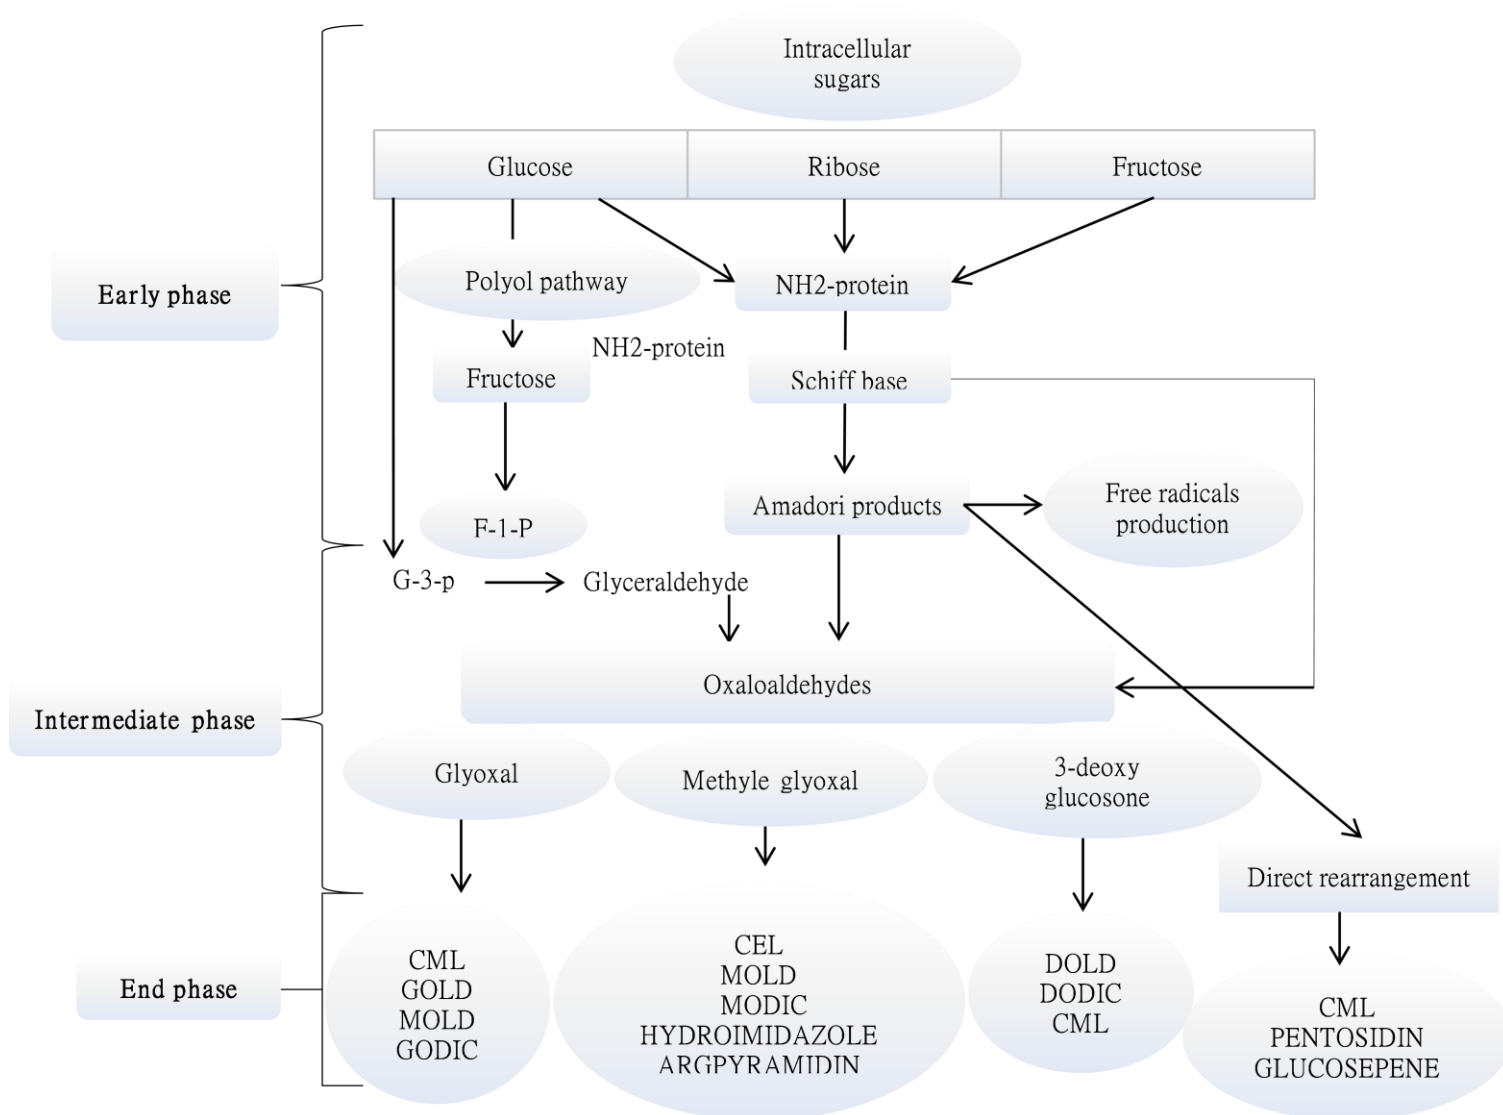 Intracellular
sugars
Glucose
Ribose
Fructose
Early phase
Polyol pathway
NH2-protein
NH2-protein
Fructose
Schiff base
Amadori products
Free radicals
production
F-1-P
G-3-p
Glyceraldehyde
Oxaloaldehydes
Intermediate phase
Glyoxal
Methyle glyoxal
3-deoxy
glucosone
Direct rearrangement
End phase
CML
GOLD
MOLD
GODIC
CEL
MOLD
MODIC
HYDROIMIDAZOLE
ARGPYRAMIDIN
DOLD
DODIC
CML
CML
PENTOSIDIN
GLUCOSEPENE